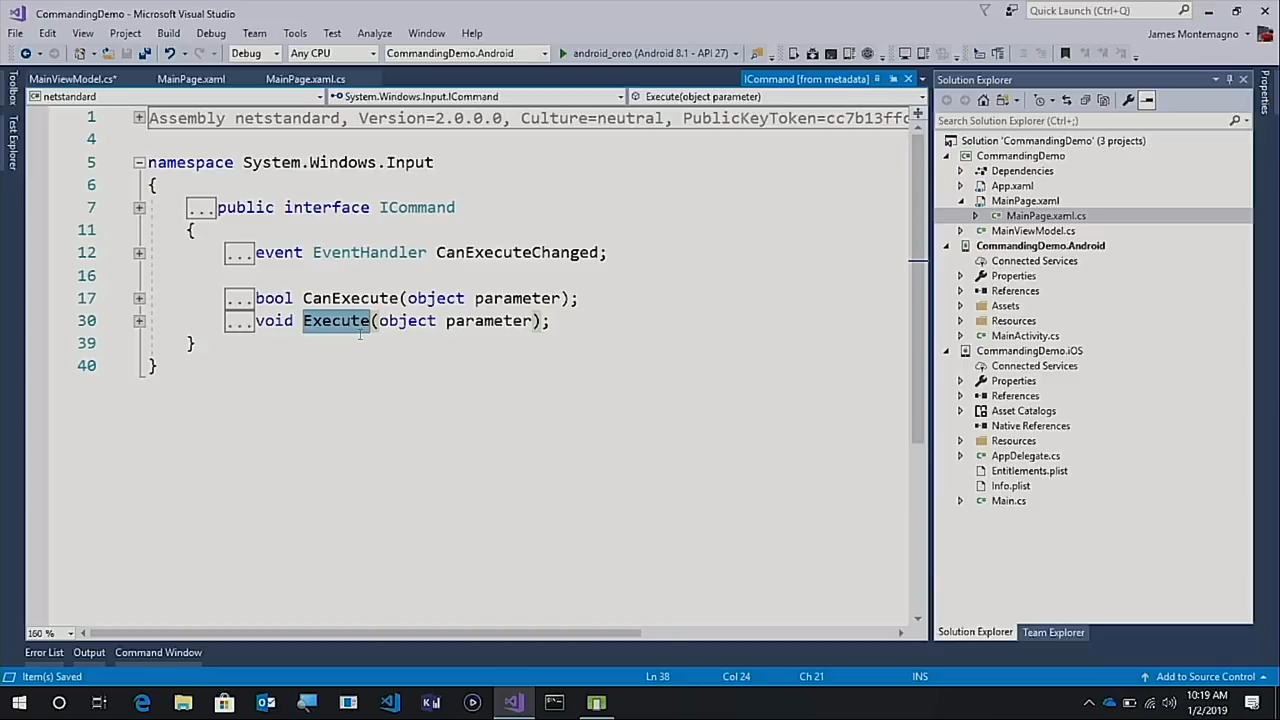 CommandingDemo - Microsoft Visual Studio
Quick Launch (Ctrl+Q)
File Edit View Project Build Debug Team Tools Test Analyze Window Help
James Montemagno
Debug Any CPU CommandingDemo.Android android_oreo (Android 8.1 - API 27)
Toolbox
Test Explorer
MainViewModel.cs* MainPage.xaml MainPage.xaml.cs ICommand [from metadata]
netstandard System.Windows.Input.ICommand Execute(object parameter)
1 Assembly netstandard, Version=2.0.0.0, Culture=neutral, PublicKeyToken=cc7b13ffc
4
5 namespace System.Windows.Input
6 {
7 ...public interface ICommand
11 {
12 ...event EventHandler CanExecuteChanged;
16
17 ...bool CanExecute(object parameter);
30 ...void Execute(object parameter);
39 }
40 }
160 %
Solution Explorer
Search Solution Explorer (Ctrl+;)
Solution 'CommandingDemo' (3 projects)
CommandingDemo
Dependencies
App.xaml
MainPage.xaml
MainPage.xaml.cs
MainViewModel.cs
CommandingDemo.Android
Connected Services
Properties
References
Assets
Resources
MainActivity.cs
CommandingDemo.iOS
Connected Services
Properties
References
Asset Catalogs
Native References
Resources
AppDelegate.cs
Entitlements.plist
Info.plist
Main.cs
Solution Explorer Team Explorer
Properties
Error List Output Command Window
Item(s) Saved Ln 38 Col 24 Ch 21 INS Add to Source Control
10:19 AM
1/2/2019